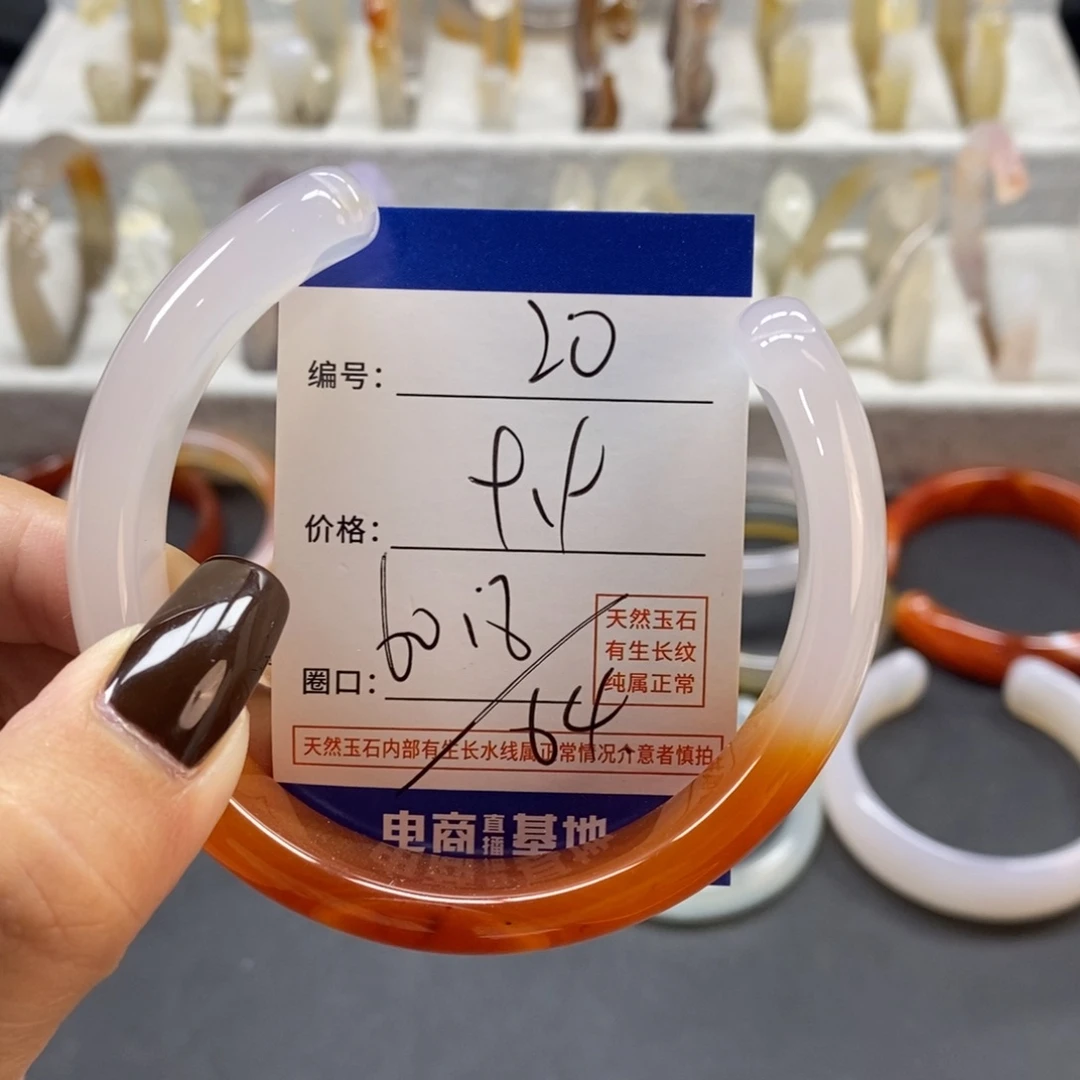 编号： 20
价格：
圈口： 60
64
天然玉石
有生长纹
纯属正常
天然玉石内部有生长水线属正常情况介意者慎拍
电商直播基地